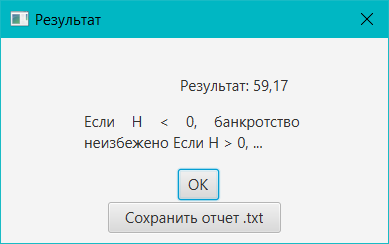 Результат
Результат: 59,17
Если H < 0, банкротство
неизбежено Если H > 0, ...
OK
Сохранить отчет .txt